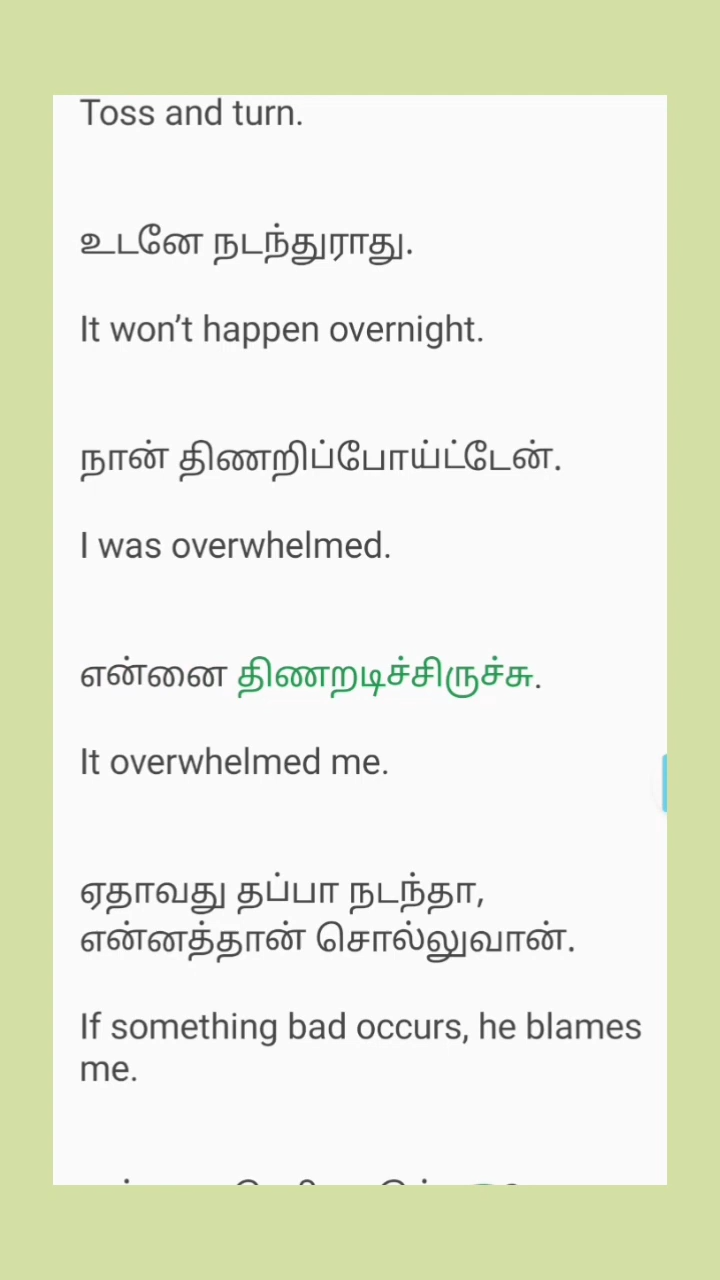 Toss and turn.
உடனே நடந்துராது.
It won’t happen overnight.
நான் திணறிப்போய்ட்டேன்.
I was overwhelmed.
என்னை திணறடிச்சிருச்சு.
It overwhelmed me.
ஏதாவது தப்பா நடந்தா,
என்னத்தான் சொல்லுவான்.
If something bad occurs, he blames
me.